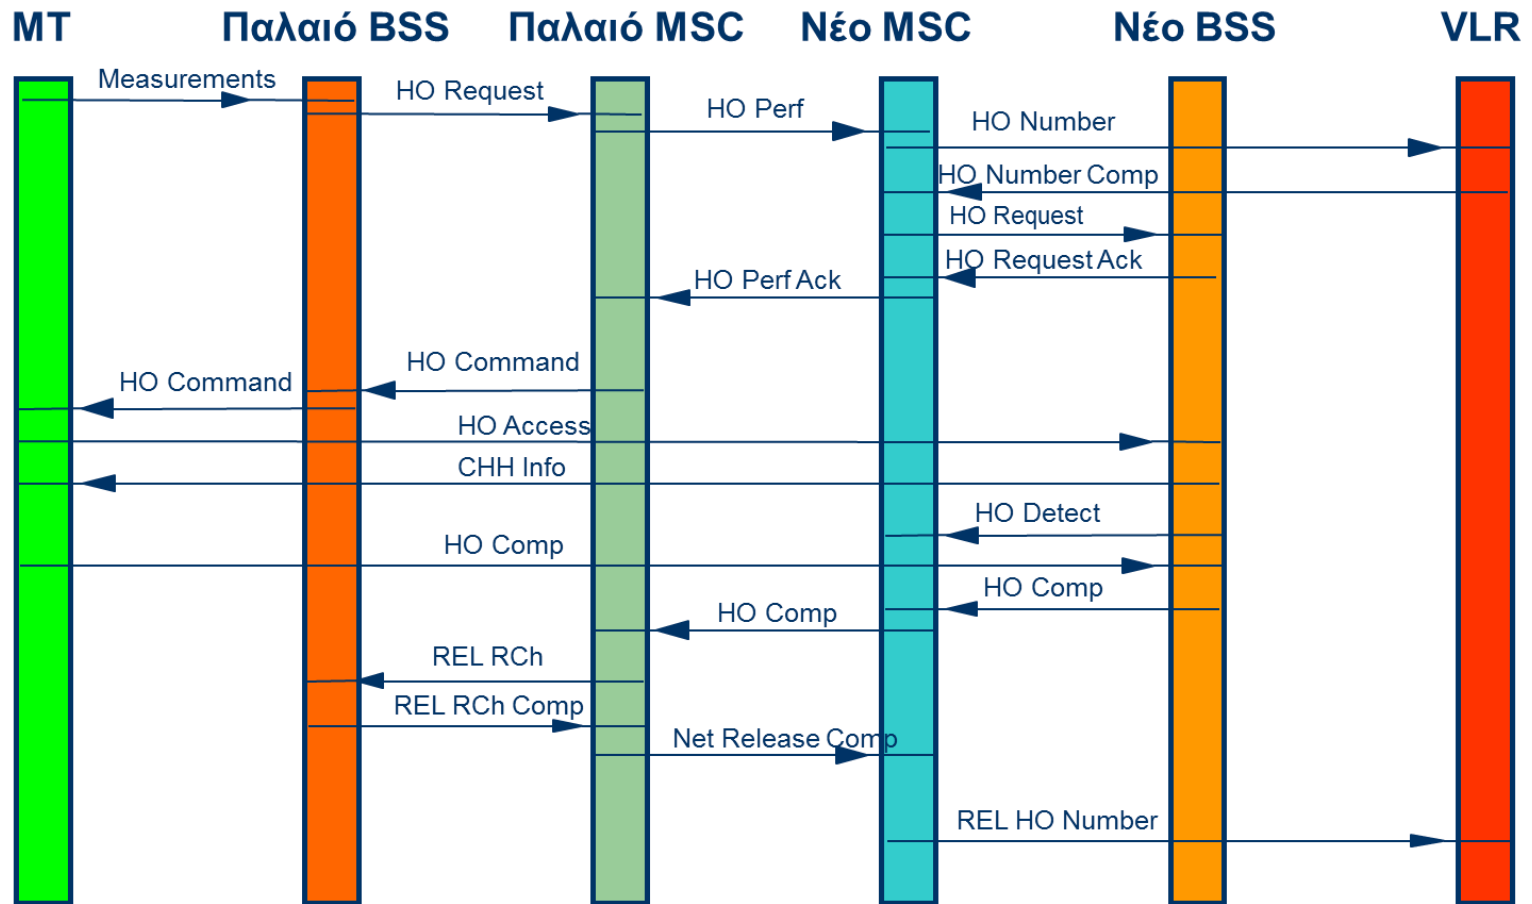 MT Παλαιό BSS Παλαιό MSC Νέο MSC Νέο BSS VLR
Measurements
HO Request
HO Perf
HO Number
HO Number Comp
HO Request
HO Request Ack
HO Perf Ack
HO Command
HO Command
HO Access
CHH Info
HO Detect
HO Comp
HO Comp
HO Comp
REL RCh
REL RCh Comp
Net Release Comp
REL HO Number